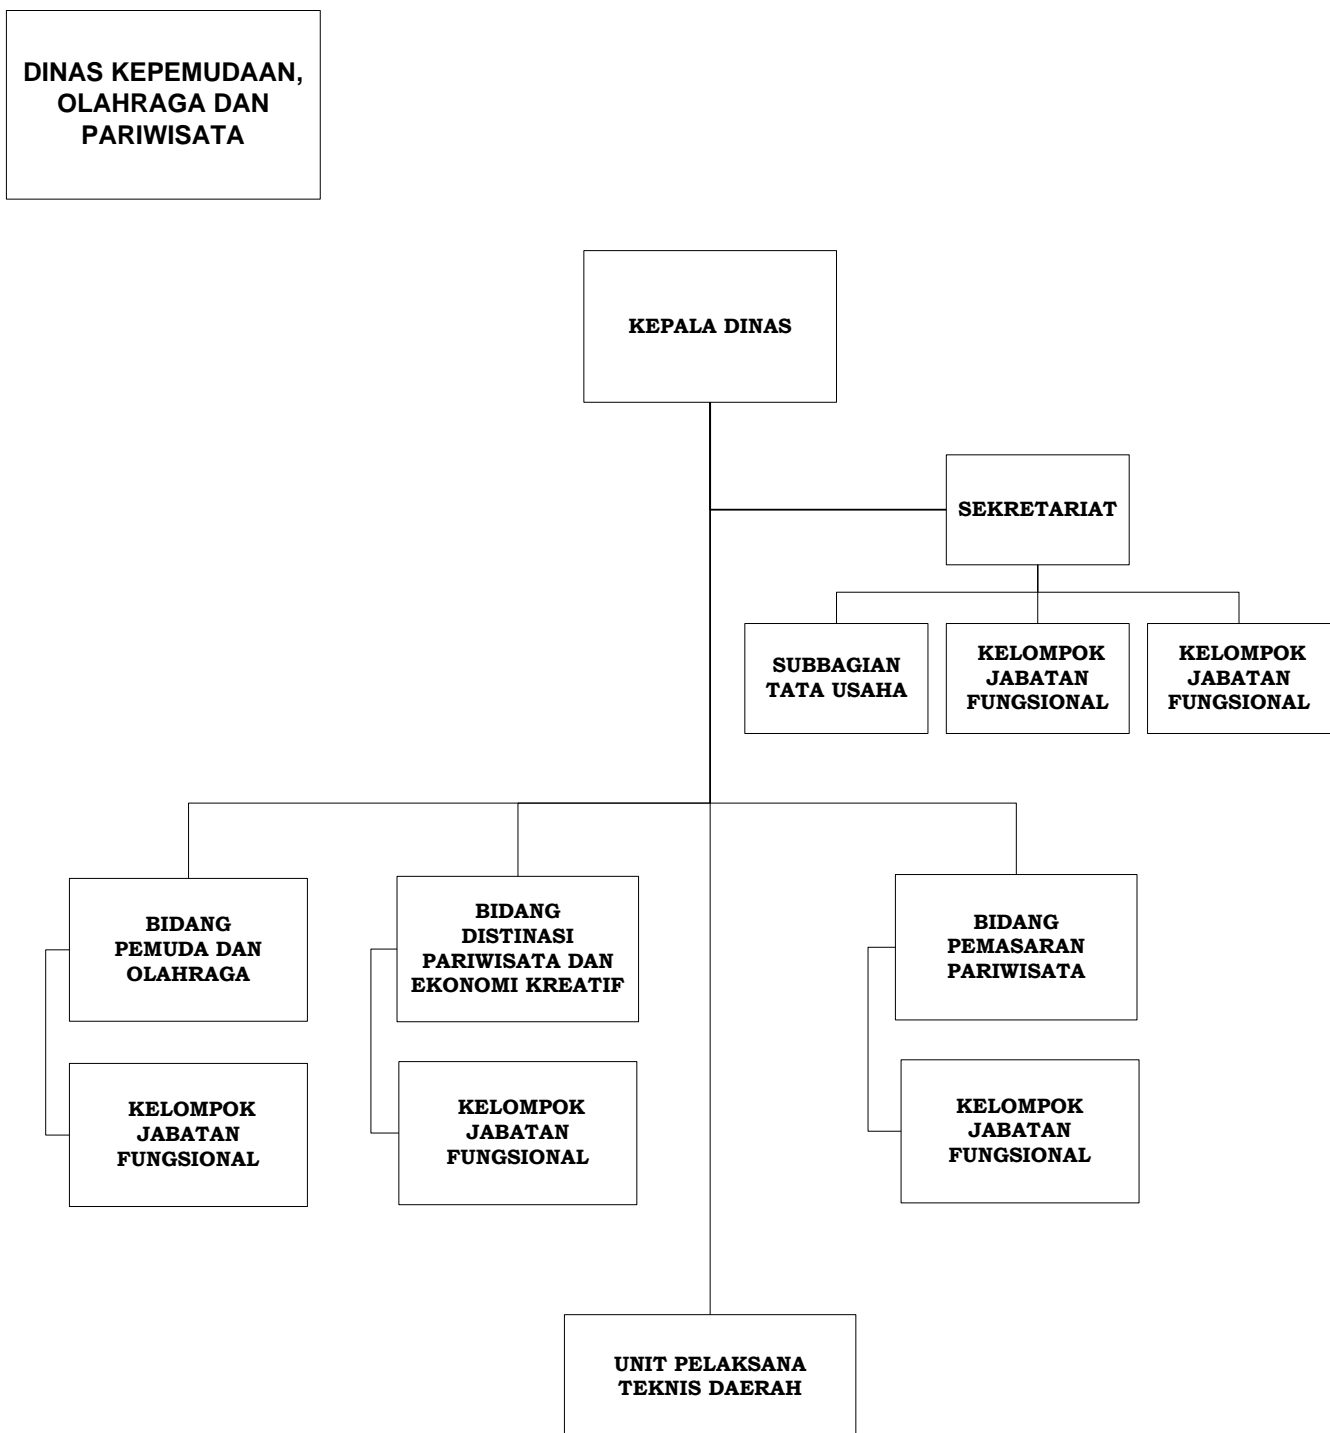 DINAS KEPEMUDAAN,
OLAHRAGA DAN
PARIWISATA
KEPALA DINAS
SEKRETARIAT
SUBBAGIAN
TATA USAHA
KELOMPOK
JABATAN
FUNGSIONAL
KELOMPOK
JABATAN
FUNGSIONAL
BIDANG
PEMUDA DAN
OLAHRAGA
BIDANG
DISTINASI
PARIWISATA DAN
EKONOMI KREATIF
BIDANG
PEMASARAN
PARIWISATA
KELOMPOK
JABATAN
FUNGSIONAL
KELOMPOK
JABATAN
FUNGSIONAL
KELOMPOK
JABATAN
FUNGSIONAL
UNIT PELAKSANA
TEKNIS DAERAH